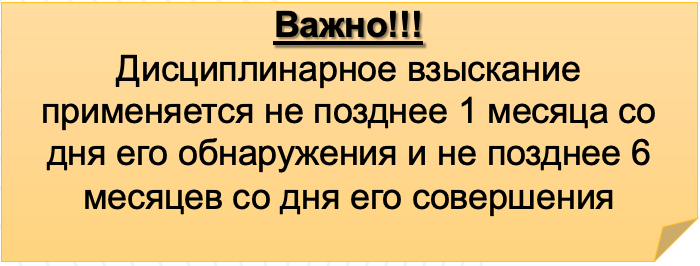 Важно!!!
Дисциплинарное взыскание
применяется не позднее 1 месяца со
дня его обнаружения и не позднее 6
месяцев со дня его совершения